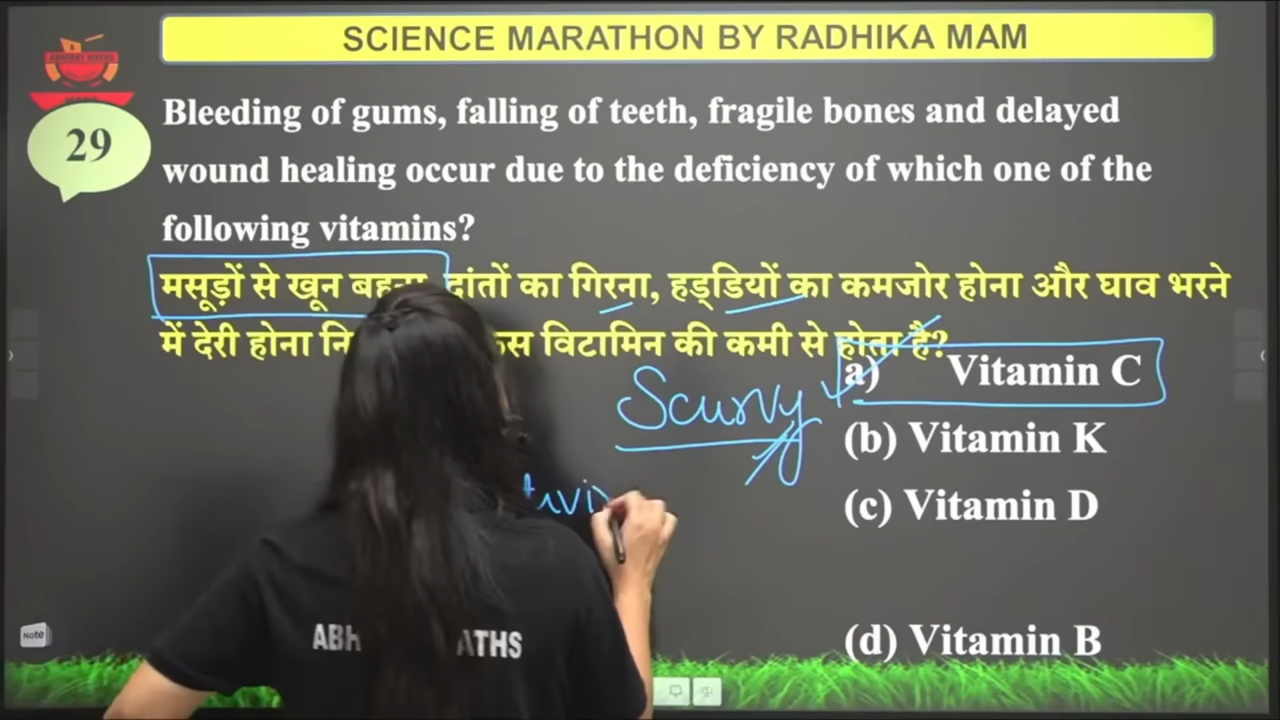 SCIENCE MARATHON BY RADHIKA MAM
29
Bleeding of gums, falling of teeth, fragile bones and delayed
wound healing occur due to the deficiency of which one of the
following vitamins?
मसूड़ों से खून बहना, दांतों का गिरना, हड्डियों का कमजोर होना और घाव भरने
में देरी होना विटामिन की कमी से होता है?
a) Vitamin C
Scurvy
(b) Vitamin K
(c) Vitamin D
(d) Vitamin B
Note